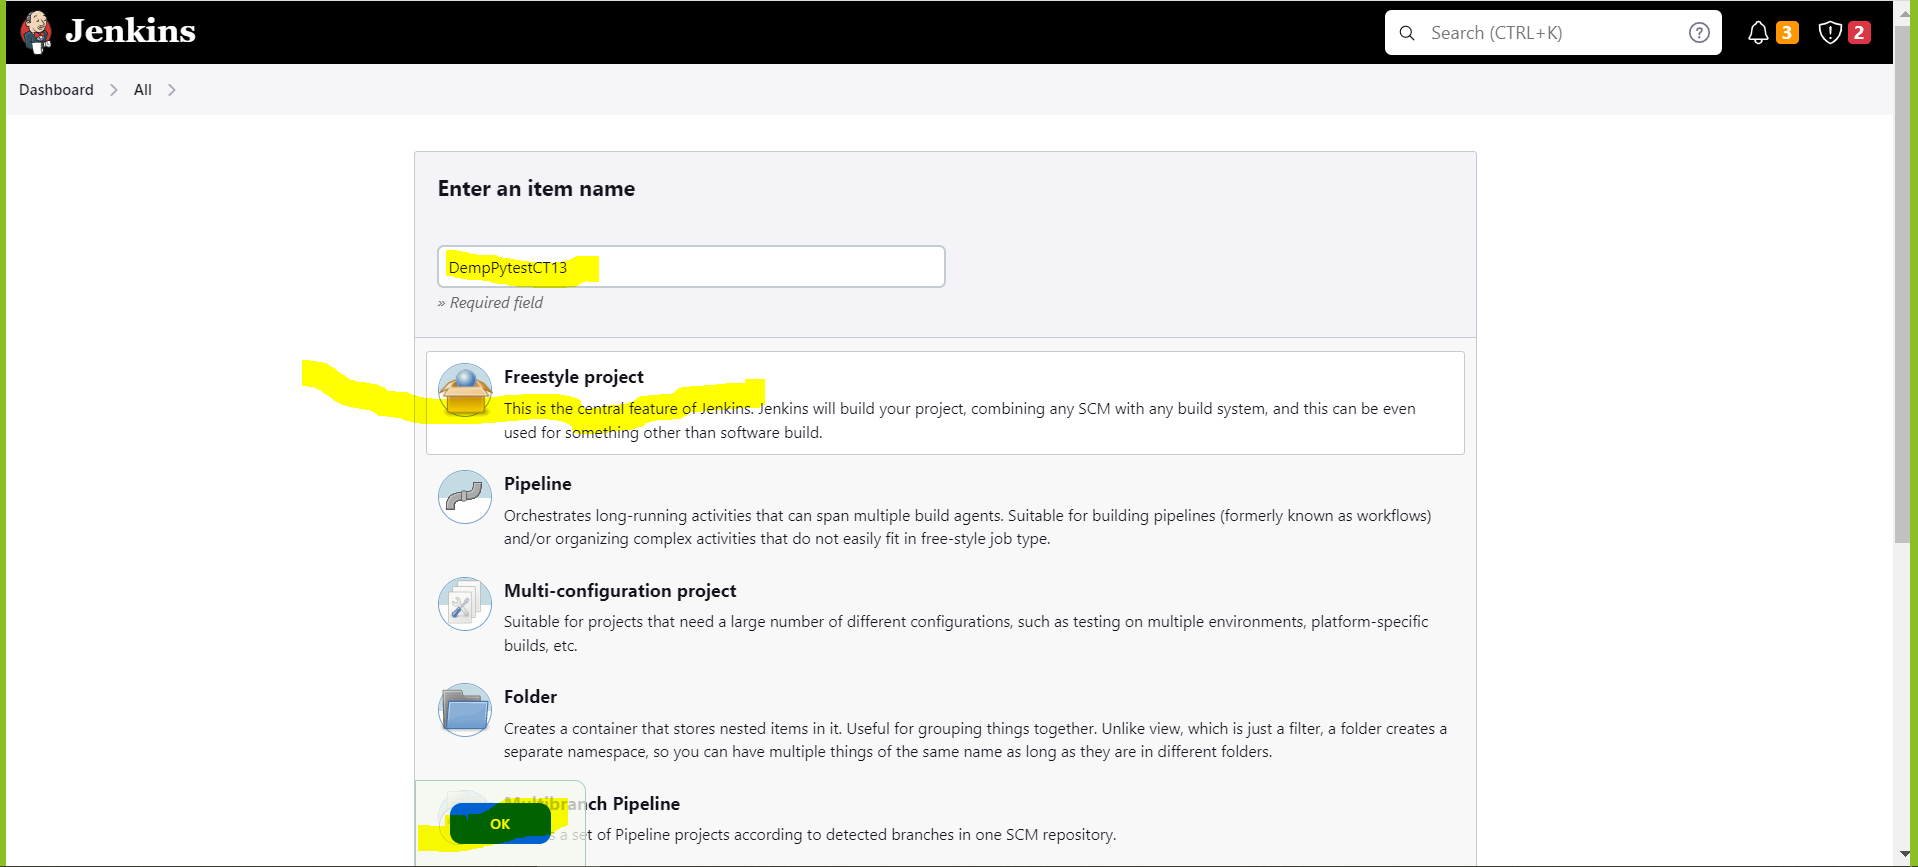 Jenkins
Search (CTRL+K)
?
3
2
Dashboard
All
Enter an item name
DempPytestCT13
» Required field
Freestyle project
This is the central feature of Jenkins. Jenkins will build your project, combining any SCM with any build system, and this can be even
used for something other than software build.
Pipeline
Orchestrates long-running activities that can span multiple build agents. Suitable for building pipelines (formerly known as workflows)
and/or organizing complex activities that do not easily fit in free-style job type.
Multi-configuration project
Suitable for projects that need a large number of different configurations, such as testing on multiple environments, platform-specific
builds, etc.
Folder
Creates a container that stores nested items in it. Useful for grouping things together. Unlike view, which is just a filter, a folder creates a
separate namespace, so you can have multiple things of the same name as long as they are in different folders.
Multibranch Pipeline
OK
a set of Pipeline projects according to detected branches in one SCM repository.